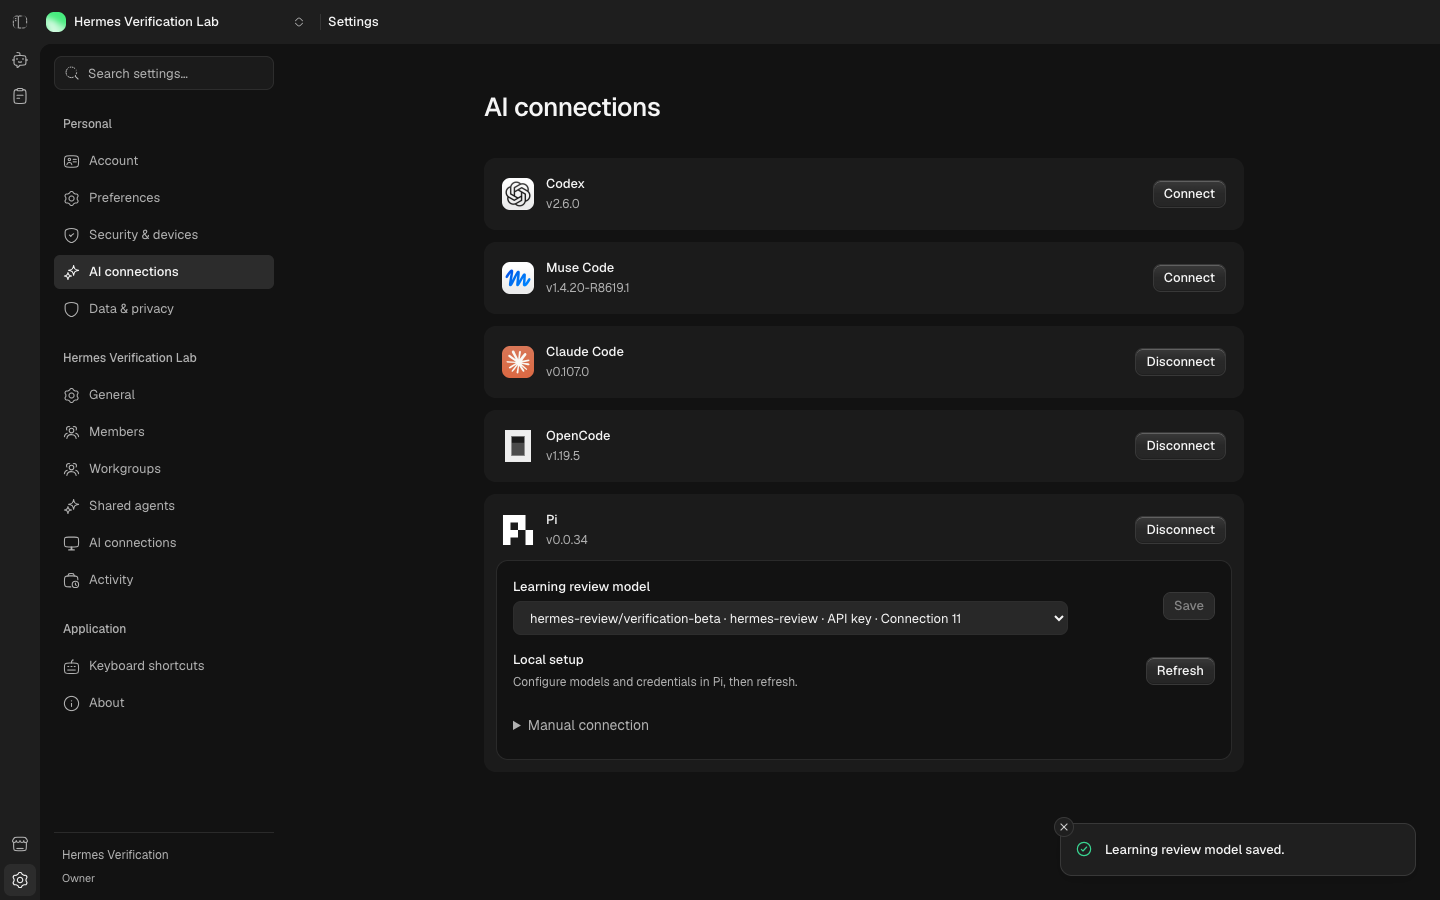 Hermes Verification Lab
Settings
Search settings...
Personal
Account
Preferences
Security & devices
AI connections
Data & privacy
Hermes Verification Lab
General
Members
Workgroups
Shared agents
AI connections
Activity
Application
Keyboard shortcuts
About
Hermes Verification
Owner
AI connections
Codex
v2.6.0
Connect
Muse Code
v1.4.20-R8619.1
Connect
Claude Code
v0.107.0
Disconnect
OpenCode
v1.19.5
Disconnect
Pi
v0.0.34
Disconnect
Learning review model
hermes-review/verification-beta · hermes-review · API key · Connection 11
Save
Local setup
Configure models and credentials in Pi, then refresh.
Refresh
Manual connection
Learning review model saved.